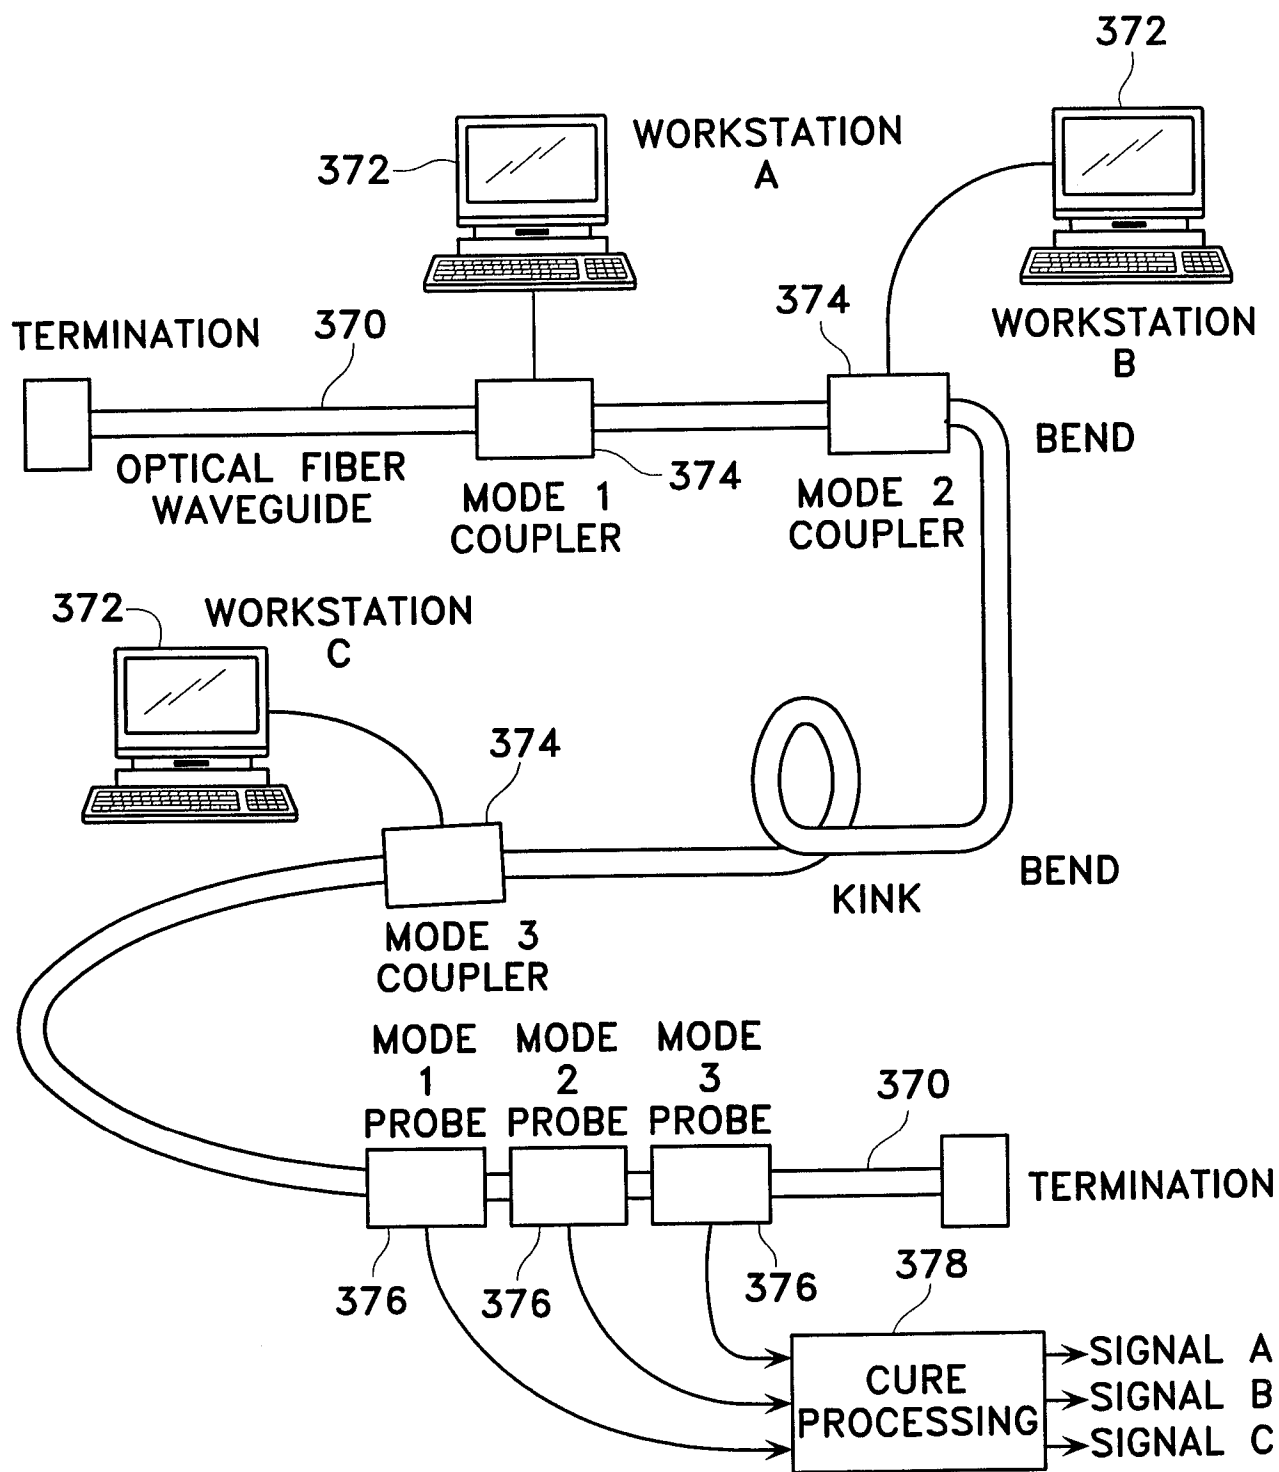 372
WORKSTATION
A
372
372
WORKSTATION
B
374
TERMINATION
370
OPTICAL FIBER
WAVEGUIDE
374
MODE 1
COUPLER
MODE 2
COUPLER
BEND
372
WORKSTATION
C
374
KINK
BEND
MODE 3
COUPLER
MODE
1
PROBE
MODE
2
PROBE
MODE
3
PROBE
370
TERMINATION
376
376
376
378
CURE
PROCESSING
SIGNAL A
SIGNAL B
SIGNAL C